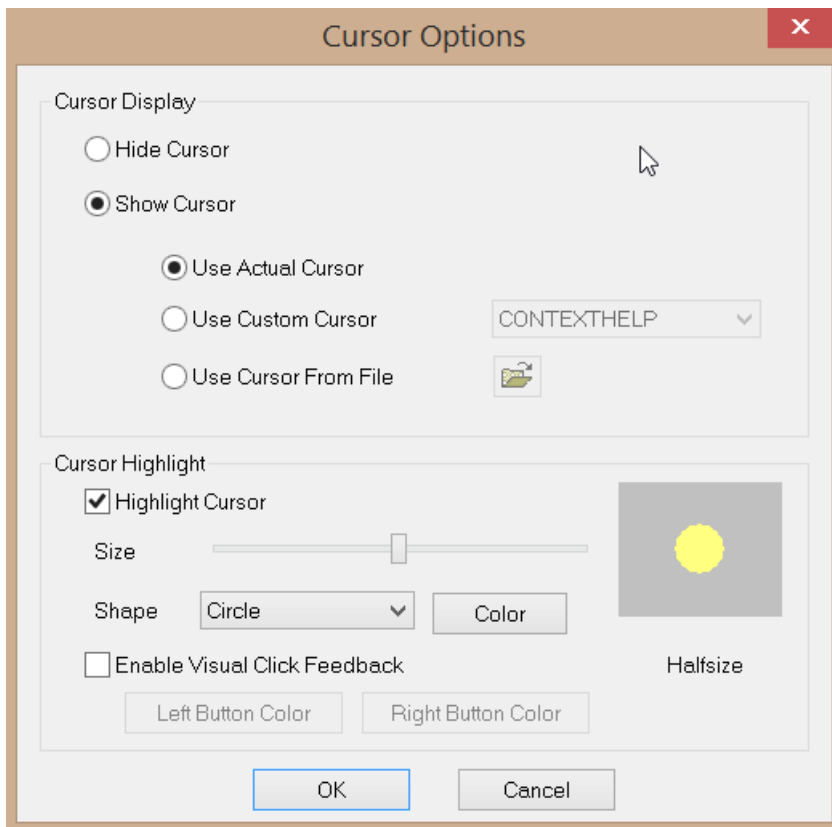 Cursor Options
Cursor Display
Hide Cursor
Show Cursor
Use Actual Cursor
Use Custom Cursor CONTEXTHELP
Use Cursor From File
Cursor Highlight
Highlight Cursor
Size
Shape Circle Color
Enable Visual Click Feedback Halfsize
Left Button Color Right Button Color
OK Cancel